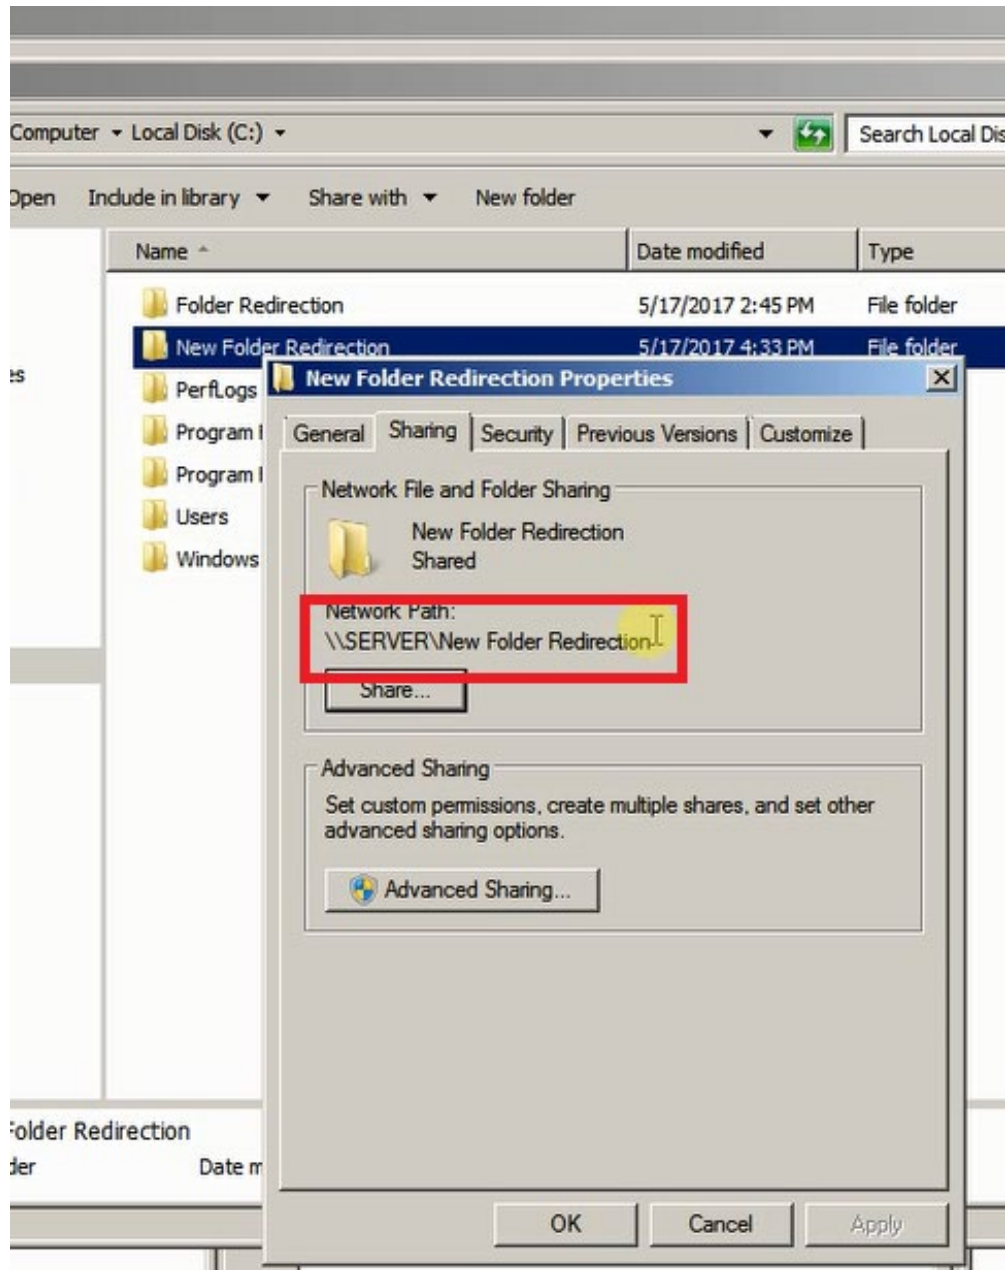 Computer Local Disk (C:)
Search Local Dis
Open Include in library Share with New folder
Name Date modified Type
Folder Redirection 5/17/2017 2:45 PM File folder
New Folder Redirection 5/17/2017 4:33 PM File folder
es
PerfLogs
Program
Program
Users
Windows
New Folder Redirection Properties
General Sharing Security Previous Versions Customize
Network File and Folder Sharing
New Folder Redirection
Shared
Network Path:
\\SERVER\New Folder Redirection
Share...
Advanced Sharing
Set custom permissions, create multiple shares, and set other
advanced sharing options.
Advanced Sharing...
Folder Redirection
der Date m
OK Cancel Apply